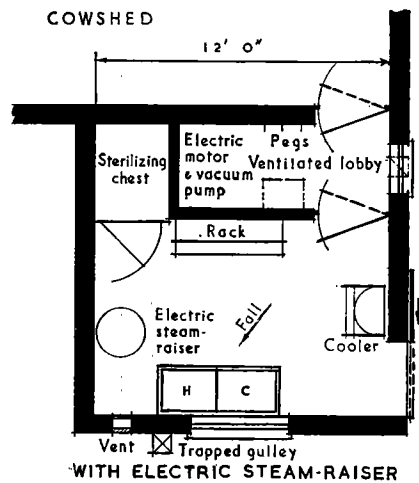 COWSHED
12' 0"
Electric
motor
& vacuum
pump
Pegs
Ventilated lobby
Sterilizing
chest
.Rack
Electric
steam-
raiser
Fall
Cooler
H
C
Vent
Trapped gulley
WITH ELECTRIC STEAM-RAISER